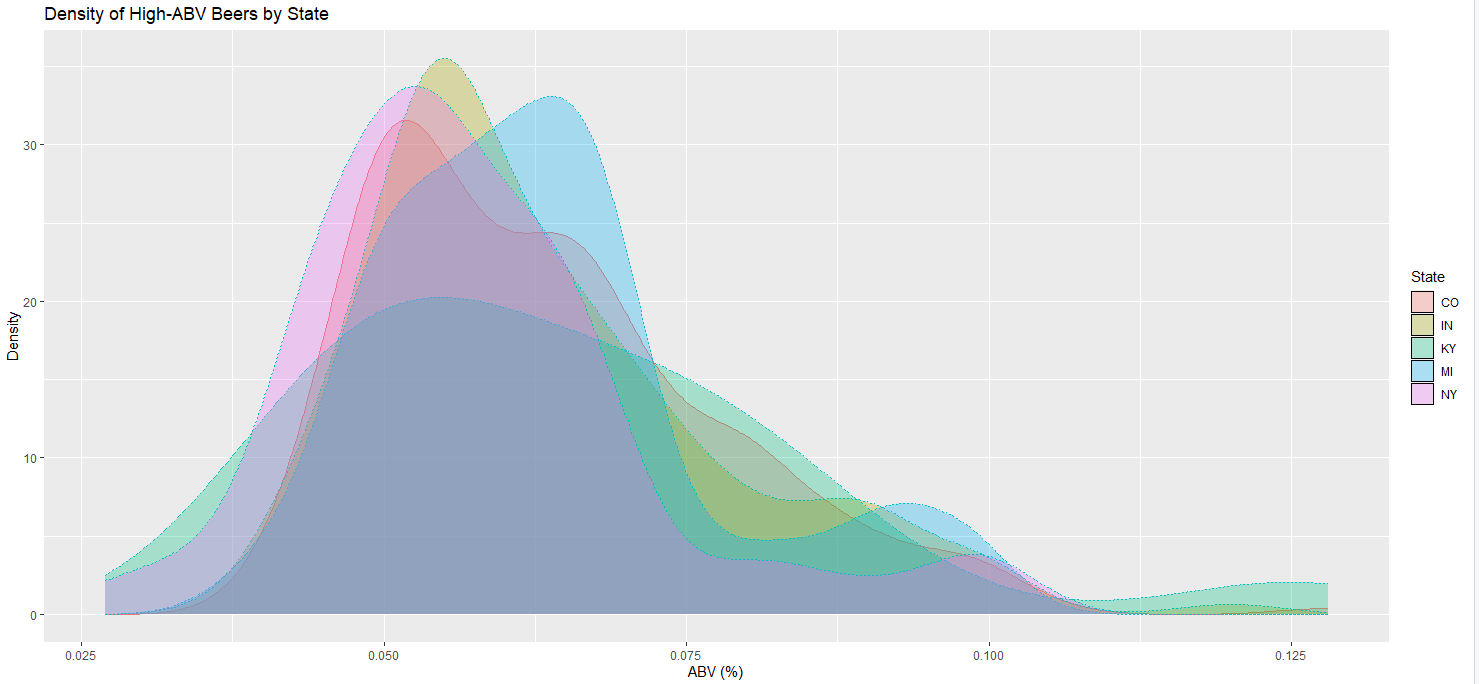 Density of High-ABV Beers by State
Density
30
20
10
0
0.025 0.050 0.075 0.100 0.125
ABV (%)
State
CO
IN
KY
MI
NY